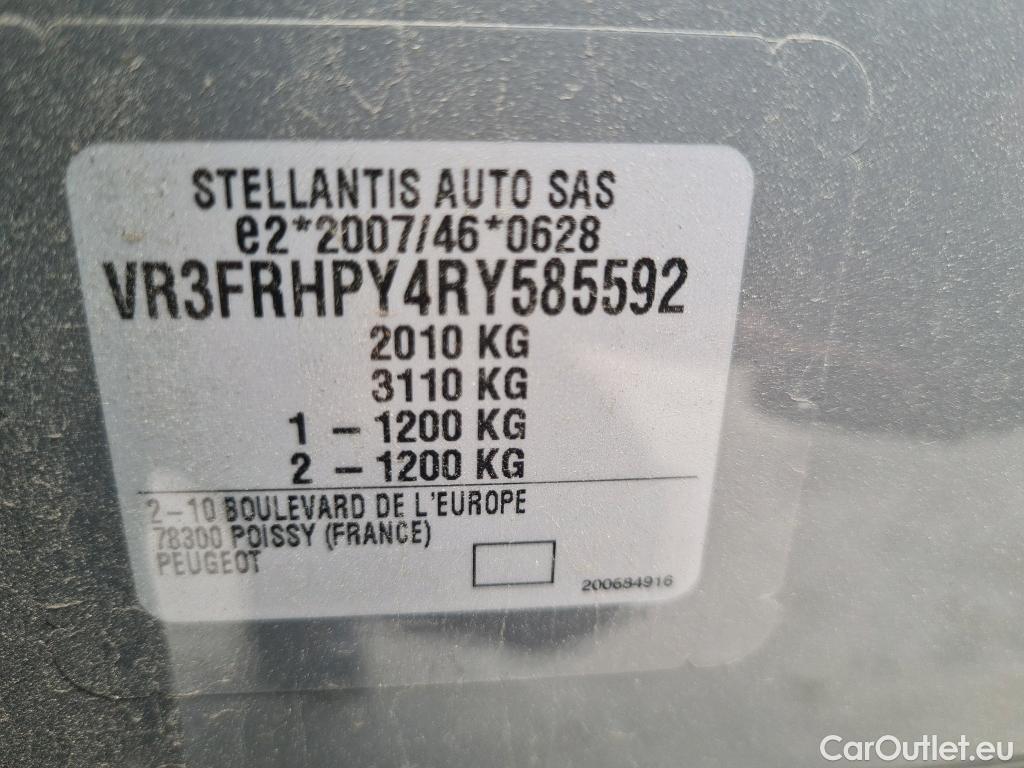 STELLANTIS AUTO SAS
e2*2007/46*0628
VR3FRHPY4RY585592
2010 KG
3110 KG
1 – 1200 KG
2 – 1200 KG
2–10 BOULEVARD DE L'EUROPE
78300 POISSY (FRANCE)
PEUGEOT
200684916
CarOutlet.eu